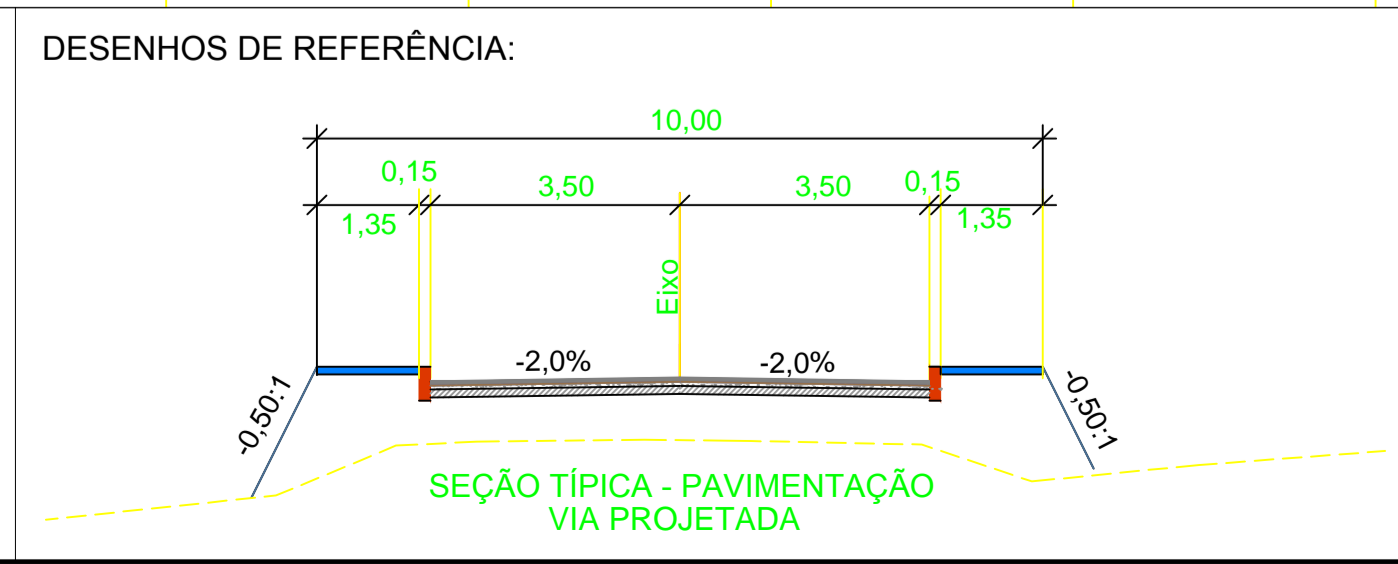 DESENHOS DE REFERÊNCIA:
10,00
0,15
3,50
3,50
0,15
1,35
1,35
Eixo
-2,0%
-2,0%
-0,50:1
-0,50:1
SEÇÃO TÍPICA - PAVIMENTAÇÃO
VIA PROJETADA